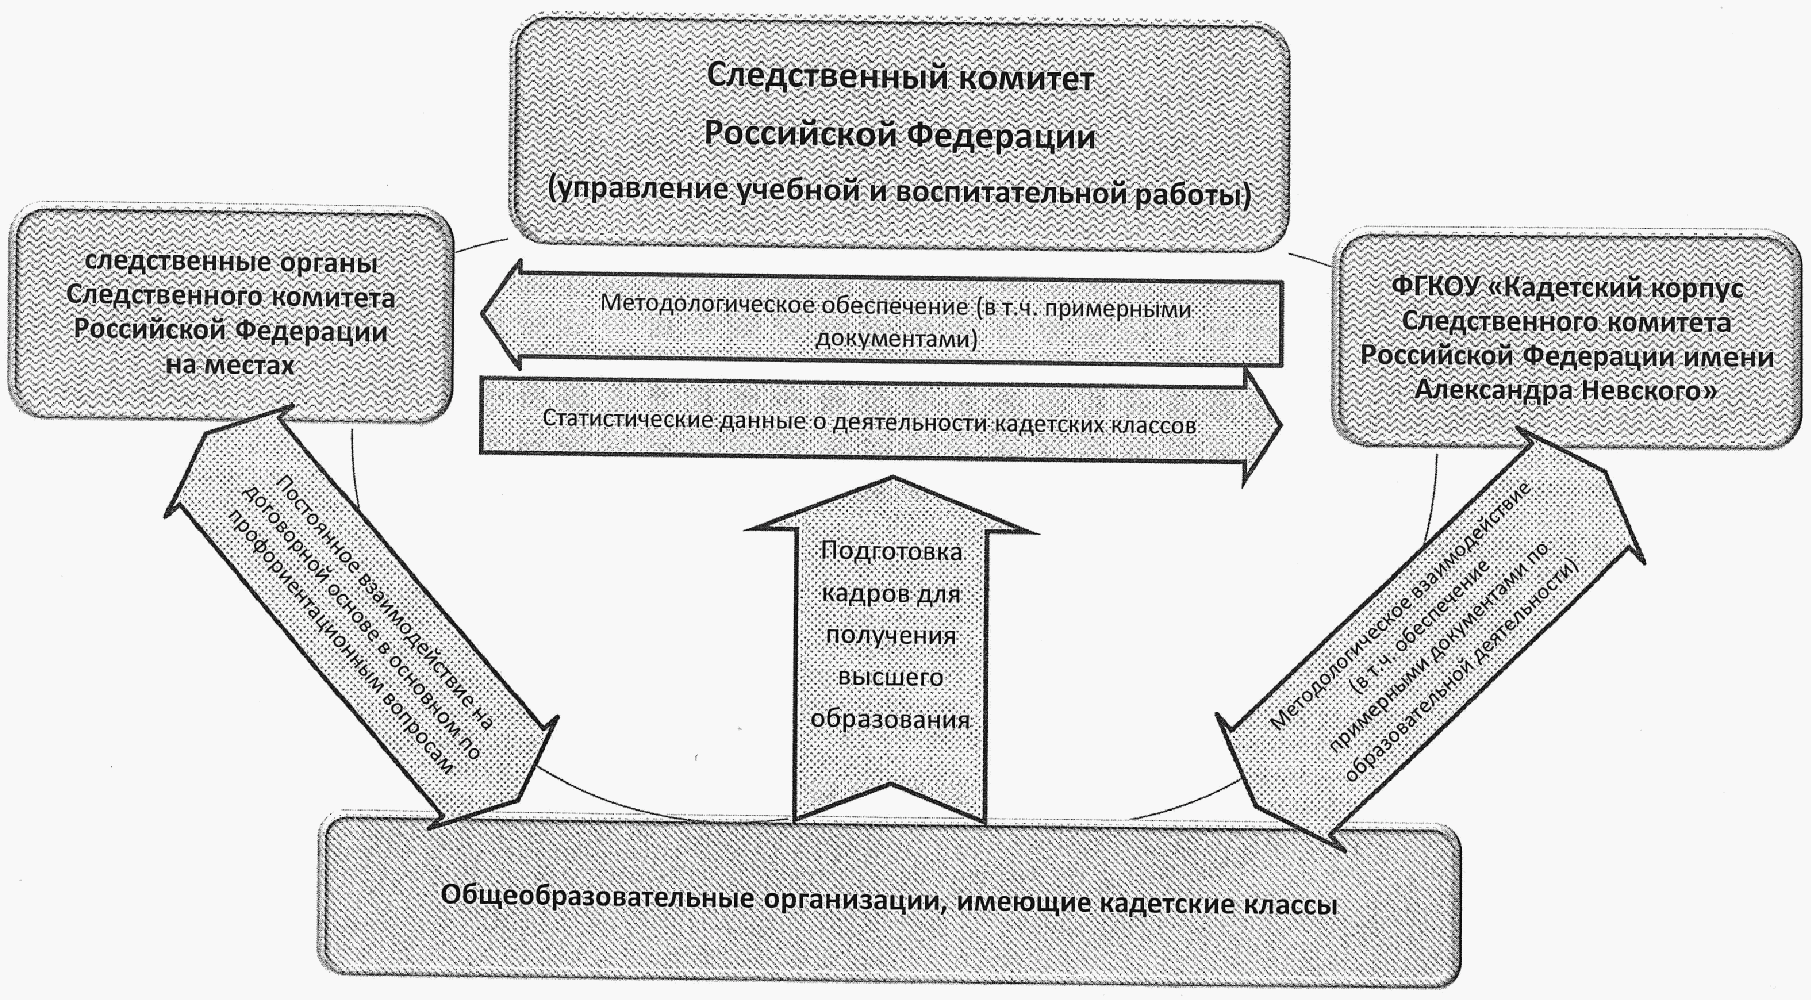 Следственный комитет
Российской Федерации
(управление учебной и воспитательной работы)
следственные органы
Следственного комитета
Российской Федерации
на местах
ФГКОУ «Кадетский корпус
Следственного комитета
Российской Федерации имени
Александра Невского»
Методологическое обеспечение (в т.ч. примерными
документами)
Статистические данные о деятельности кадетских классов
Постоянное взаимодействие на
договорной основе в основном по
профориентационным вопросам
Подготовка
кадров для
получения
высшего
образования
Методологическое взаимодействие
(в т.ч. обеспечение
примерными документами по
образовательной деятельности)
Общеобразовательные организации, имеющие кадетские классы